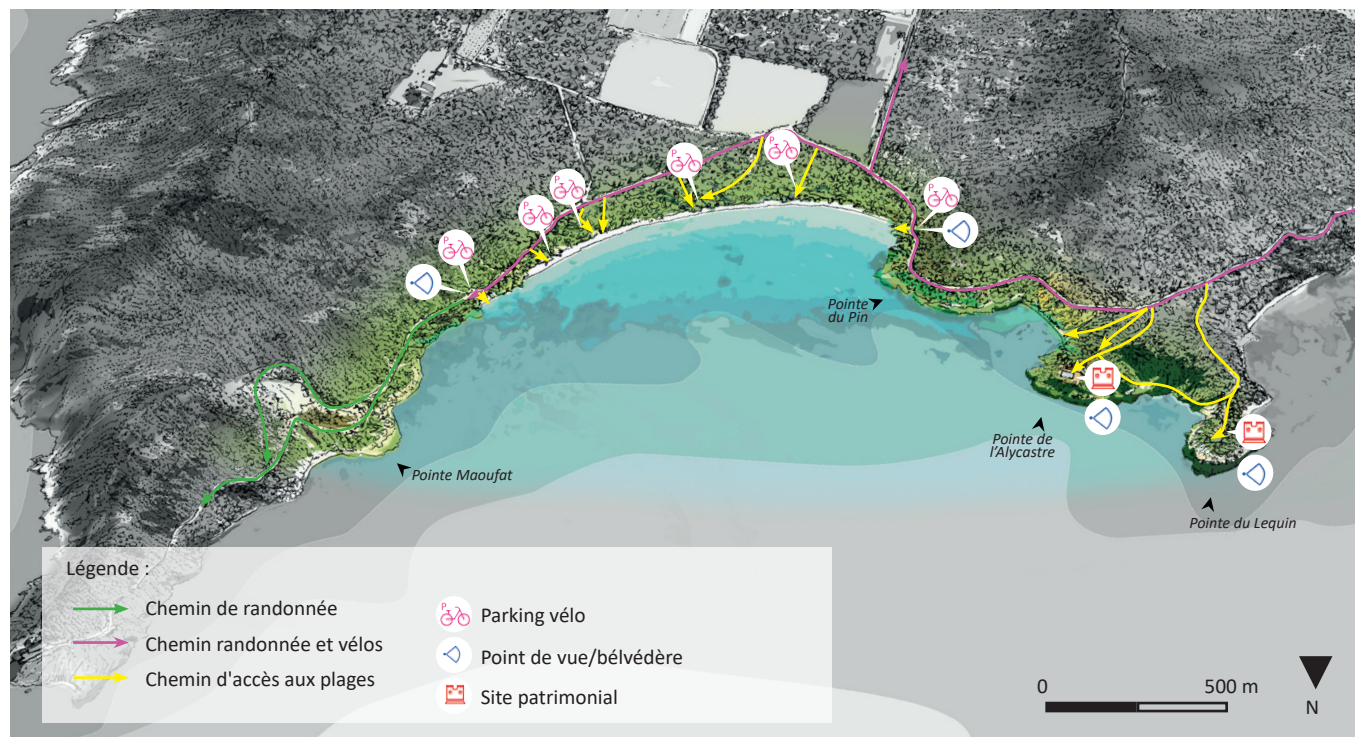 P
P
P
P
P
P
Pointe
du Pin
Pointe Maoufat
Pointe de
l'Alycastre
Pointe du Lequin
Légende :
Chemin de randonnée
Chemin randonnée et vélos
Chemin d'accès aux plages
P
Parking vélo
Point de vue/bélvédère
Site patrimonial
0 500 m
N